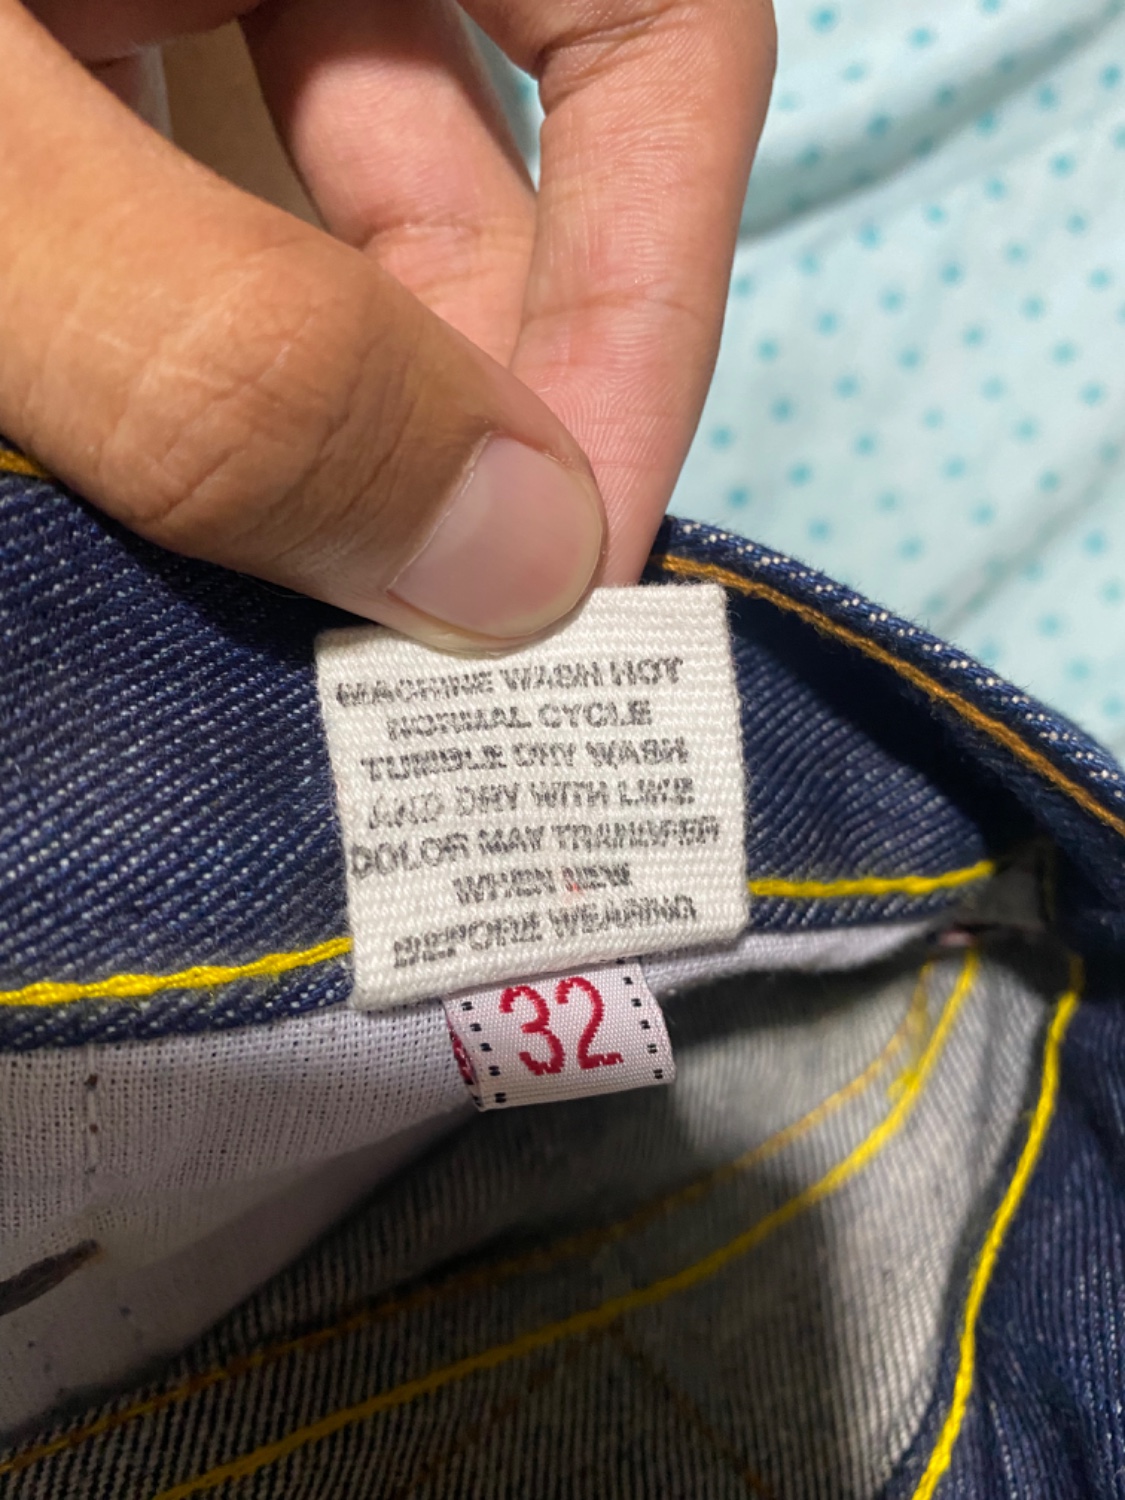 MACHINE WASH HOT
NORMAL CYCLE
TUMBLE DRY WASH
AND DRY WITH LIKE
DOLOR MAY TRANSFER
WHEN NEW
BEFORE WEARING
32